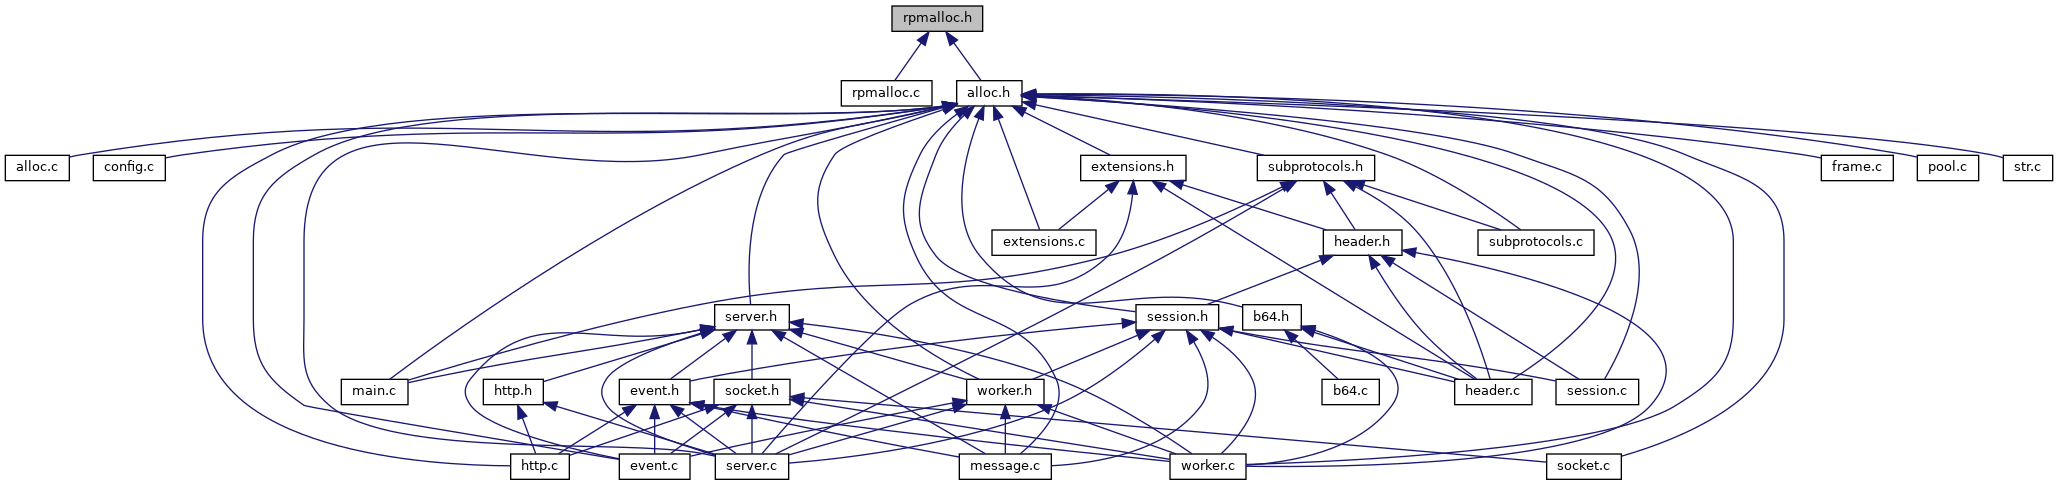 rpmalloc.h
rpmalloc.c
alloc.h
alloc.c
config.c
extensions.h
subprotocols.h
frame.c
pool.c
str.c
extensions.c
header.h
subprotocols.c
server.h
session.h
b64.h
main.c
http.h
event.h
socket.h
worker.h
b64.c
header.c
session.c
http.c
event.c
server.c
message.c
worker.c
socket.c